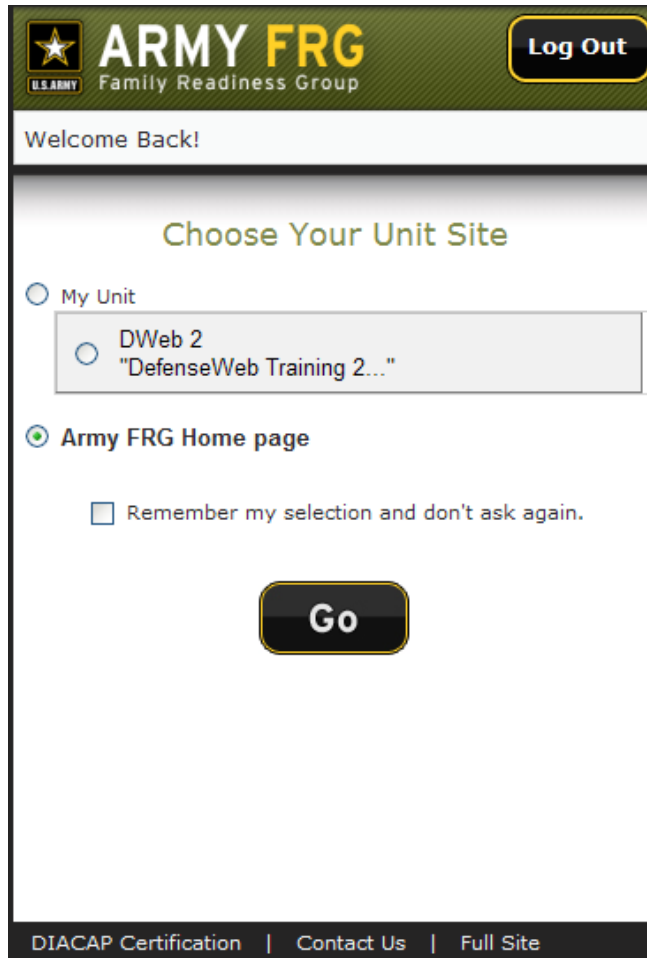 ARMY FRG
U.S.ARMY Family Readiness Group
Log Out
Welcome Back!
Choose Your Unit Site
My Unit
DWeb 2
"DefenseWeb Training 2..."
Army FRG Home page
Remember my selection and don't ask again.
Go
DIACAP Certification | Contact Us | Full Site